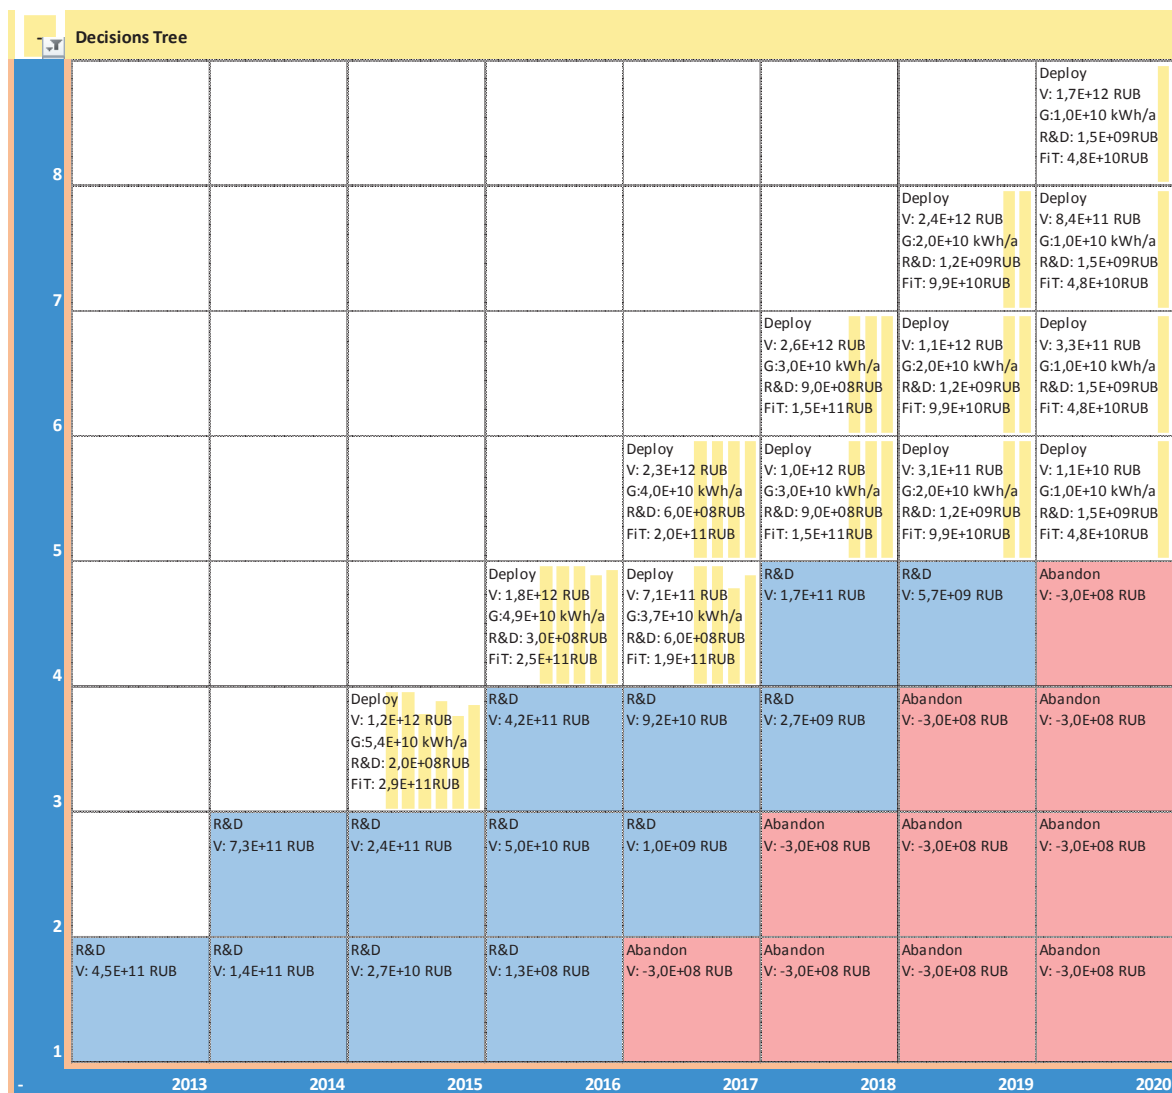 Decisions Tree
Deploy
V: 1,7E+12 RUB
G:1,0E+10 kWh/a
R&D: 1,5E+09RUB
FiT: 4,8E+10RUB
8
Deploy
V: 2,4E+12 RUB
G:2,0E+10 kWh/a
R&D: 1,2E+09RUB
FiT: 9,9E+10RUB
Deploy
V: 8,4E+11 RUB
G:1,0E+10 kWh/a
R&D: 1,5E+09RUB
FiT: 4,8E+10RUB
7
Deploy
V: 2,6E+12 RUB
G:3,0E+10 kWh/a
R&D: 9,0E+08RUB
FiT: 1,5E+11RUB
Deploy
V: 1,1E+12 RUB
G:2,0E+10 kWh/a
R&D: 1,2E+09RUB
FiT: 9,9E+10RUB
Deploy
V: 3,3E+11 RUB
G:1,0E+10 kWh/a
R&D: 1,5E+09RUB
FiT: 4,8E+10RUB
6
Deploy
V: 2,3E+12 RUB
G:4,0E+10 kWh/a
R&D: 6,0E+08RUB
FiT: 2,0E+11RUB
Deploy
V: 1,0E+12 RUB
G:3,0E+10 kWh/a
R&D: 9,0E+08RUB
FiT: 1,5E+11RUB
Deploy
V: 3,1E+11 RUB
G:2,0E+10 kWh/a
R&D: 1,2E+09RUB
FiT: 9,9E+10RUB
Deploy
V: 1,1E+10 RUB
G:1,0E+10 kWh/a
R&D: 1,5E+09RUB
FiT: 4,8E+10RUB
5
Deploy
V: 1,8E+12 RUB
G:4,9E+10 kWh/a
R&D: 3,0E+08RUB
FiT: 2,5E+11RUB
Deploy
V: 7,1E+11 RUB
G:3,7E+10 kWh/a
R&D: 6,0E+08RUB
FiT: 1,9E+11RUB
R&D
V: 1,7E+11 RUB
R&D
V: 5,7E+09 RUB
Abandon
V: -3,0E+08 RUB
4
Deploy
V: 1,2E+12 RUB
G:5,4E+10 kWh/a
R&D: 2,0E+08RUB
FiT: 2,9E+11RUB
R&D
V: 4,2E+11 RUB
R&D
V: 9,2E+10 RUB
R&D
V: 2,7E+09 RUB
Abandon
V: -3,0E+08 RUB
Abandon
V: -3,0E+08 RUB
3
R&D
V: 7,3E+11 RUB
R&D
V: 2,4E+11 RUB
R&D
V: 5,0E+10 RUB
R&D
V: 1,0E+09 RUB
Abandon
V: -3,0E+08 RUB
Abandon
V: -3,0E+08 RUB
Abandon
V: -3,0E+08 RUB
2
R&D
V: 4,5E+11 RUB
R&D
V: 1,4E+11 RUB
R&D
V: 2,7E+10 RUB
R&D
V: 1,3E+08 RUB
Abandon
V: -3,0E+08 RUB
Abandon
V: -3,0E+08 RUB
Abandon
V: -3,0E+08 RUB
Abandon
V: -3,0E+08 RUB
1
- 2013 2014 2015 2016 2017 2018 2019 2020